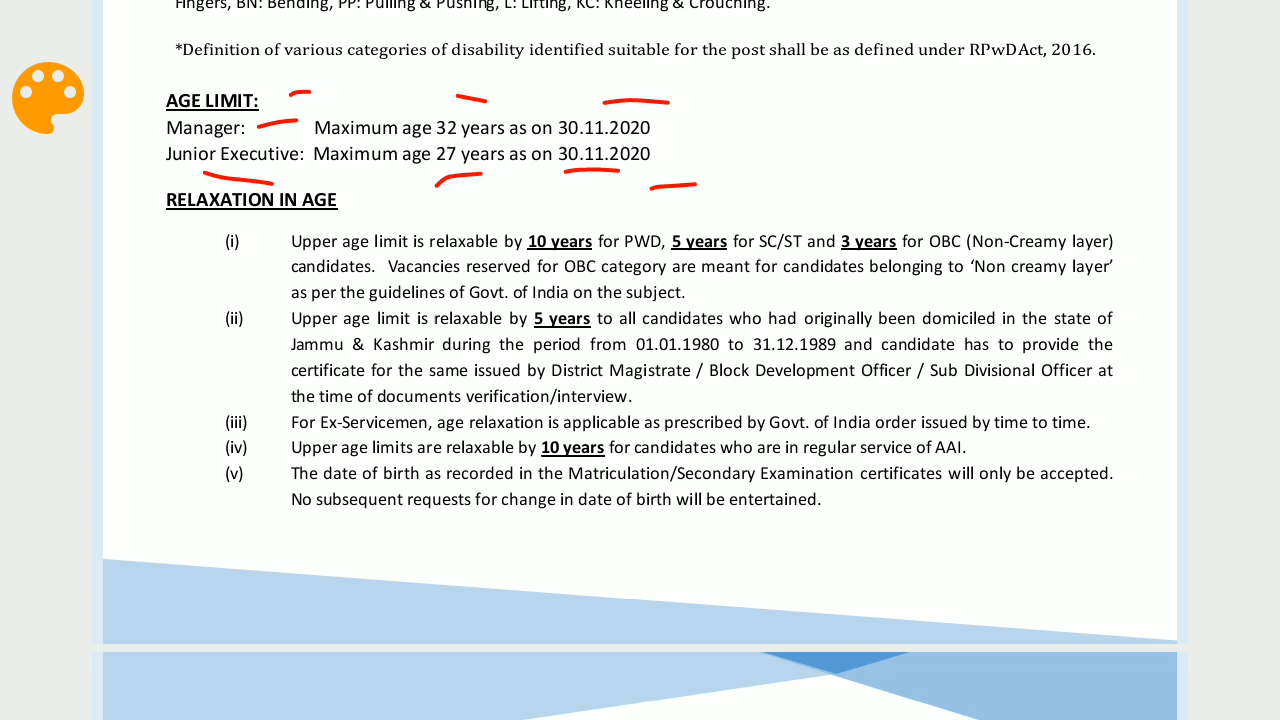 Fingers, BN: Bending, PP: Pulling & Pushing, L: Lifting, KC: Kneeling & Crouching.
*Definition of various categories of disability identified suitable for the post shall be as defined under RPwDAct, 2016.
AGE LIMIT:
Manager: Maximum age 32 years as on 30.11.2020
Junior Executive: Maximum age 27 years as on 30.11.2020
RELAXATION IN AGE
(i) Upper age limit is relaxable by 10 years for PWD, 5 years for SC/ST and 3 years for OBC (Non-Creamy layer)
candidates. Vacancies reserved for OBC category are meant for candidates belonging to ‘Non creamy layer’
as per the guidelines of Govt. of India on the subject.
(ii) Upper age limit is relaxable by 5 years to all candidates who had originally been domiciled in the state of
Jammu & Kashmir during the period from 01.01.1980 to 31.12.1989 and candidate has to provide the
certificate for the same issued by District Magistrate / Block Development Officer / Sub Divisional Officer at
the time of documents verification/interview.
(iii) For Ex-Servicemen, age relaxation is applicable as prescribed by Govt. of India order issued by time to time.
(iv) Upper age limits are relaxable by 10 years for candidates who are in regular service of AAI.
(v) The date of birth as recorded in the Matriculation/Secondary Examination certificates will only be accepted.
No subsequent requests for change in date of birth will be entertained.